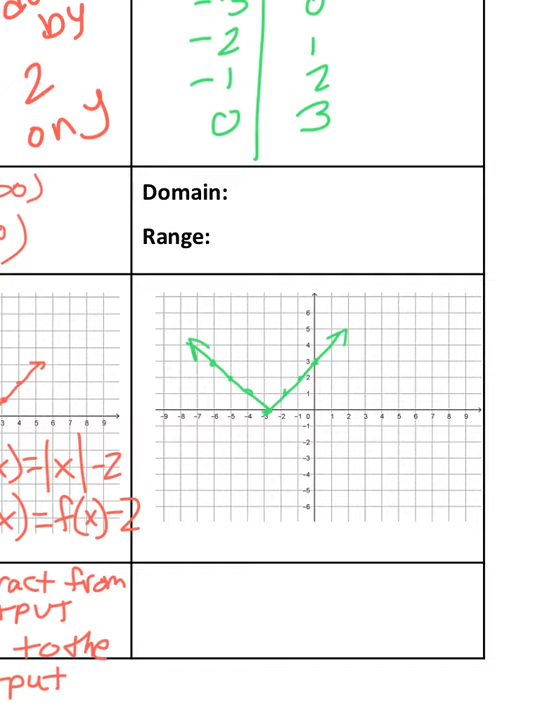 by
-3 0
-2 1
2
-1 2
ony
0 3
∞)
)
Domain:
Range:
6
5
4
3
2
1
-9 -8 -7 -6 -5 -4 -3 -2 -1 0 1 2 3 4 5 6 7 8 9
-1
-2
-3
-4
-5
-6
3 4 5 6 7 8 9
x)=|x|-2
x)=f(x)-2
ract from
tput
to the
put